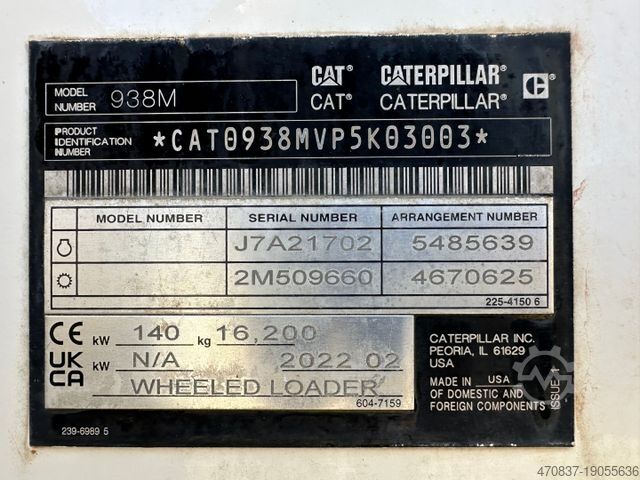 MODEL NUMBER 938M
CAT CATERPILLAR
CAT® CATERPILLAR®
PRODUCT IDENTIFICATION NUMBER *CAT0938MVP5K03003*
MODEL NUMBER SERIAL NUMBER ARRANGEMENT NUMBER
J7A21702 5485639
2M509660 4670625
225-4150 6
CE kW 140 kg 16,200
UKCA kW N/A 2022 02
WHEELED LOADER
604-7159
CATERPILLAR INC.
PEORIA, IL 61629
USA
MADE IN USA
OF DOMESTIC AND
FOREIGN COMPONENTS
ISSUE 1
239-6989 5
470837-19055636